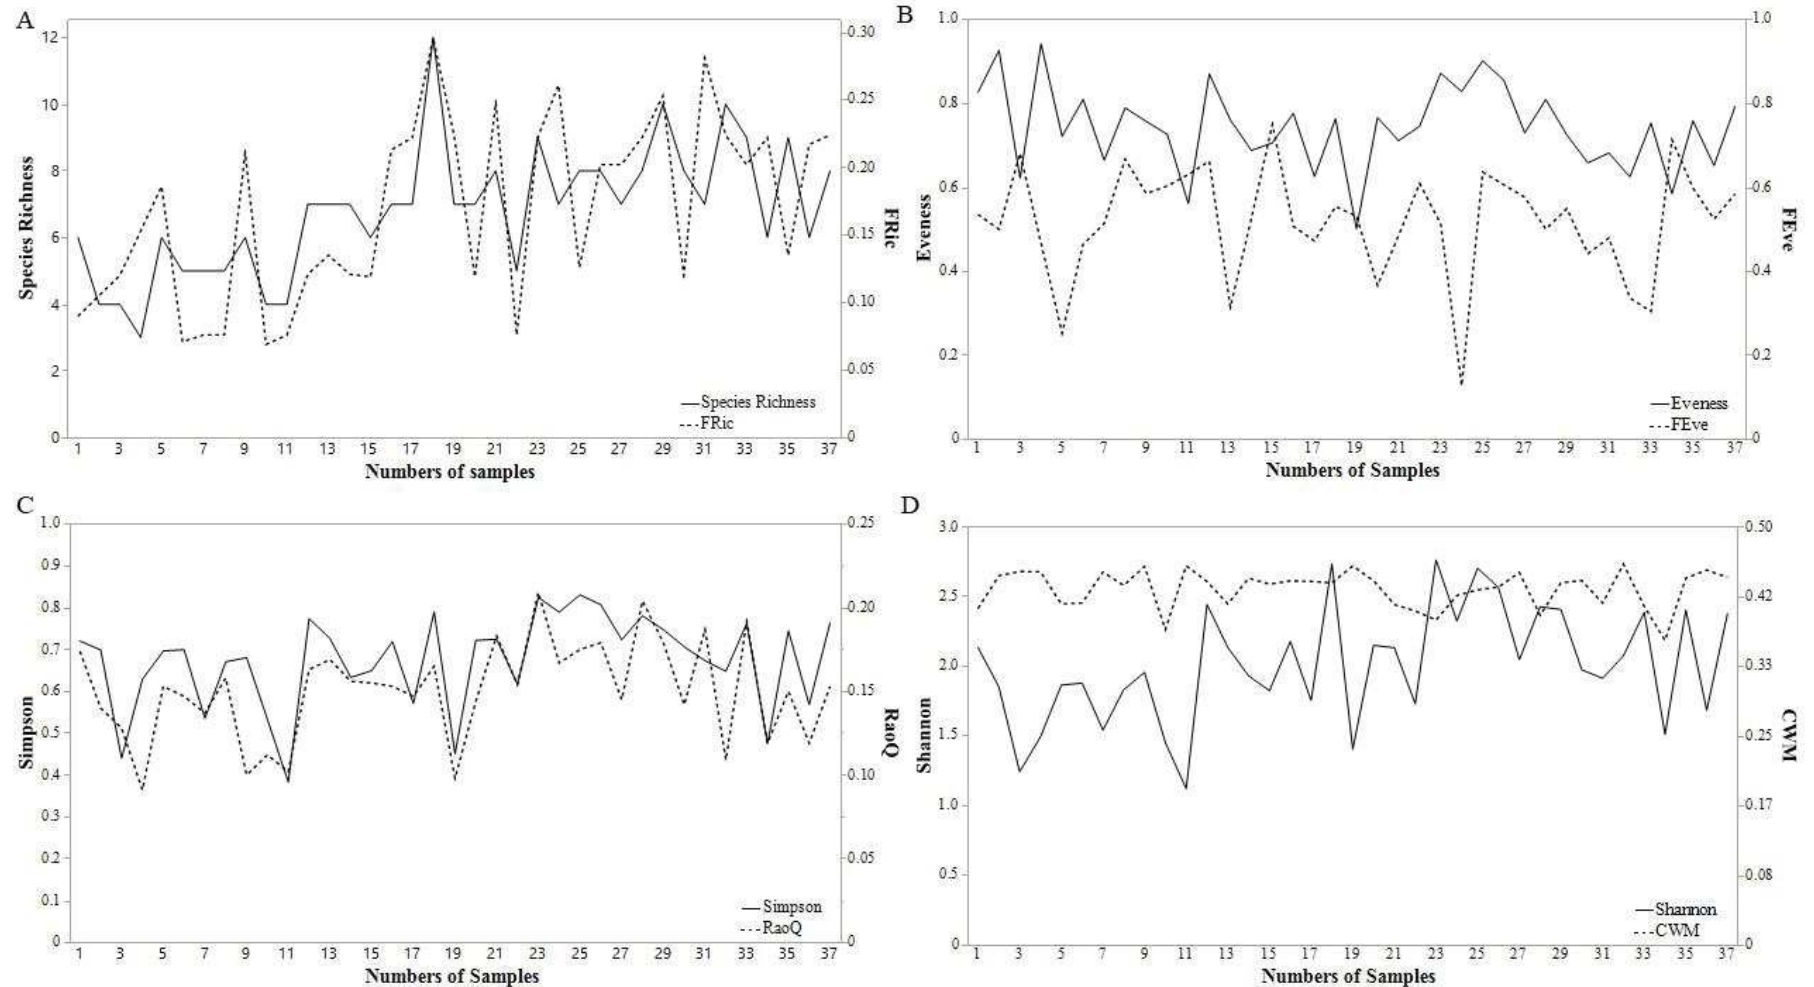 A
12
10
8
6
4
2
0
Species Richness
0.30
0.25
0.20
0.15
0.10
0.05
0
FRic
Species Richness
FRic
1 3 5 7 9 11 13 15 17 19 21 23 25 27 29 31 33 35 37
Numbers of samples
B
1.0
0.8
0.6
0.4
0.2
0
Eveness
1.0
0.8
0.6
0.4
0.2
0
FEve
Eveness
FEve
1 3 5 7 9 11 13 15 17 19 21 23 25 27 29 31 33 35 37
Numbers of Samples
C
1.0
0.9
0.8
0.7
0.6
0.5
0.4
0.3
0.2
0.1
0
Simpson
0.25
0.20
0.15
0.10
0.05
0
RaoQ
Simpson
RaoQ
1 3 5 7 9 11 13 15 17 19 21 23 25 27 29 31 33 35 37
Numbers of Samples
D
3.0
2.5
2.0
1.5
1.0
0.5
0
Shannon
0.50
0.42
0.33
0.25
0.17
0.08
0
CWM
Shannon
CWM
1 3 5 7 9 11 13 15 17 19 21 23 25 27 29 31 33 35 37
Numbers of Samples